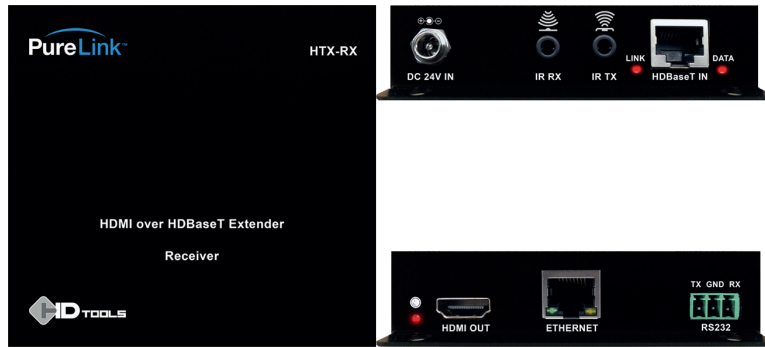 PureLink™
HTX-RX
HDMI over HDBaseT Extender
Receiver
HD TOOLS
DC 24V IN
IR RX
IR TX
LINK
HDBaseT IN
DATA
HDMI OUT
ETHERNET
TX GND RX
RS232